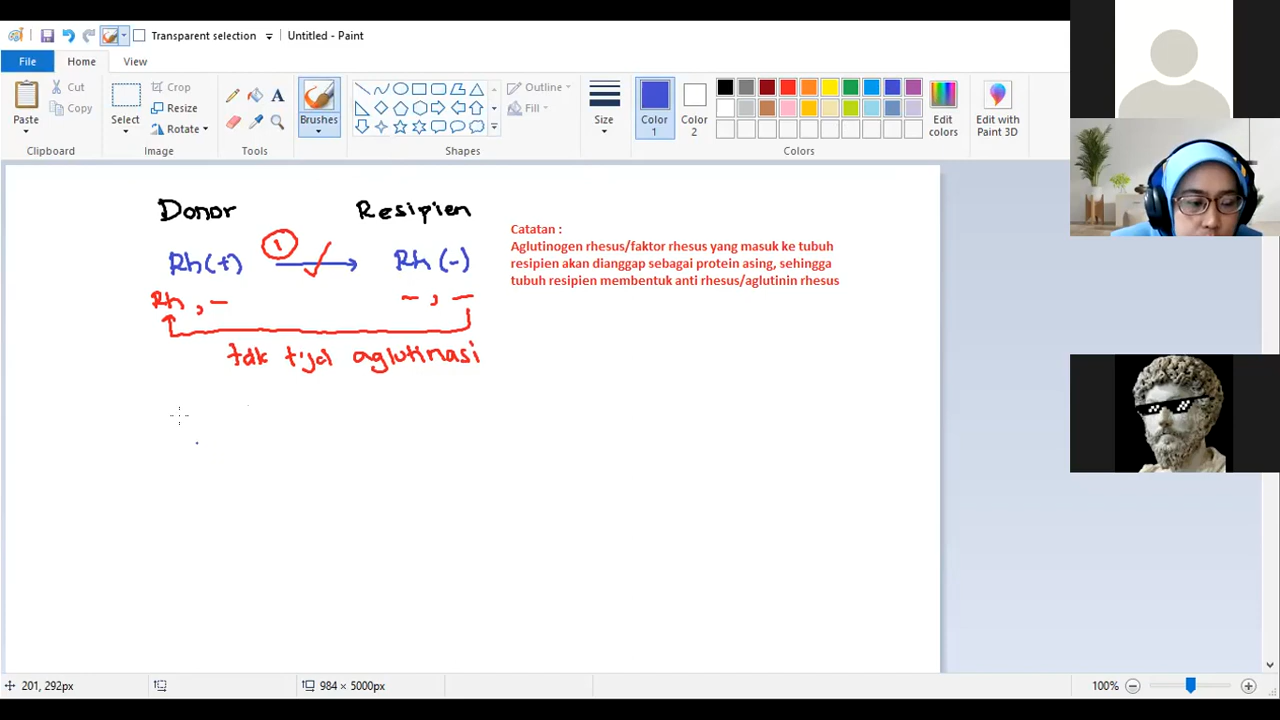 Transparent selection
Untitled - Paint
File
Home
View
Paste
Cut
Copy
Clipboard
Select
Crop
Resize
Rotate
Image
Tools
Brushes
Shapes
Outline
Fill
Size
Color 1
Color 2
Colors
Edit colors
Edit with Paint 3D
Donor
Resipien
Rh(+)
1
Rh(-)
Rh , -
- , -
tdk t'jd aglutinasi
Catatan :
Aglutinogen rhesus/faktor rhesus yang masuk ke tubuh
resipien akan dianggap sebagai protein asing, sehingga
tubuh resipien membentuk anti rhesus/aglutinin rhesus
201, 292px
984 × 5000px
100%